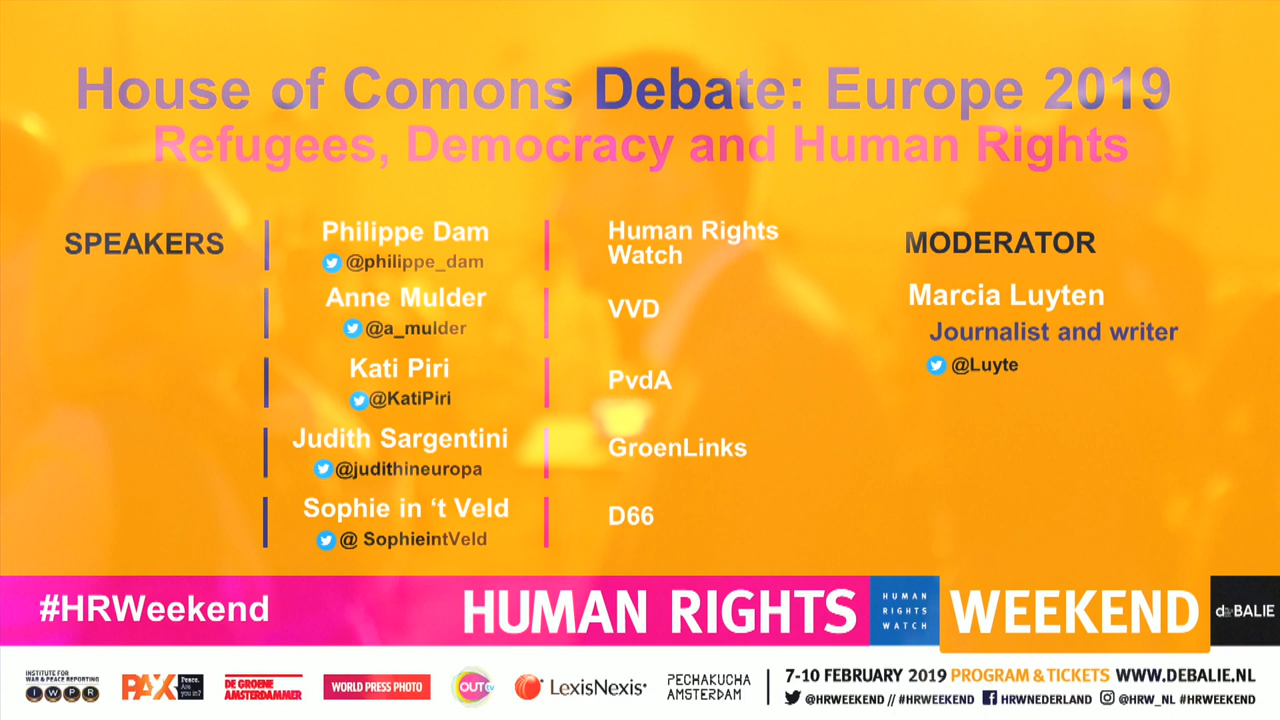 House of Comons Debate: Europe 2019
Refugees, Democracy and Human Rights
SPEAKERS
Philippe Dam
@philippe_dam
Human Rights
Watch
Anne Mulder
@a_mulder
VVD
Kati Piri
@KatiPiri
PvdA
Judith Sargentini
@judithineuropa
GroenLinks
Sophie in ‘t Veld
@ SophieintVeld
D66
MODERATOR
Marcia Luyten
Journalist and writer
@Luyte
#HRWeekend
HUMAN RIGHTS
HUMAN
RIGHTS
WATCH
WEEKEND
de BALIE
INSTITUTE FOR
WAR & PEACE REPORTING
IWPR
PAX
Peace.
Are
you in?
DE GROENE
AMSTERDAMMER
WORLD PRESS PHOTO
OUTtv
LexisNexis
PECHAKUCHA
AMSTERDAM
7-10 FEBRUARY 2019 PROGRAM & TICKETS WWW.DEBALIE.NL
@HRWEEKEND // #HRWEEKEND HRWNEDERLAND @HRW_NL #HRWEEKEND